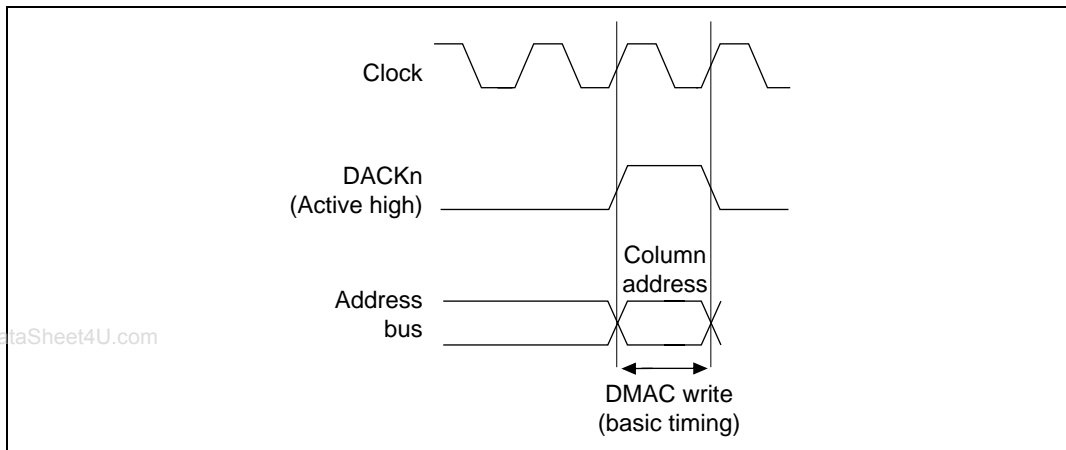 Clock
DACKn
(Active high)
Column
address
Address
bus
ataSheet4U.com
DMAC write
(basic timing)